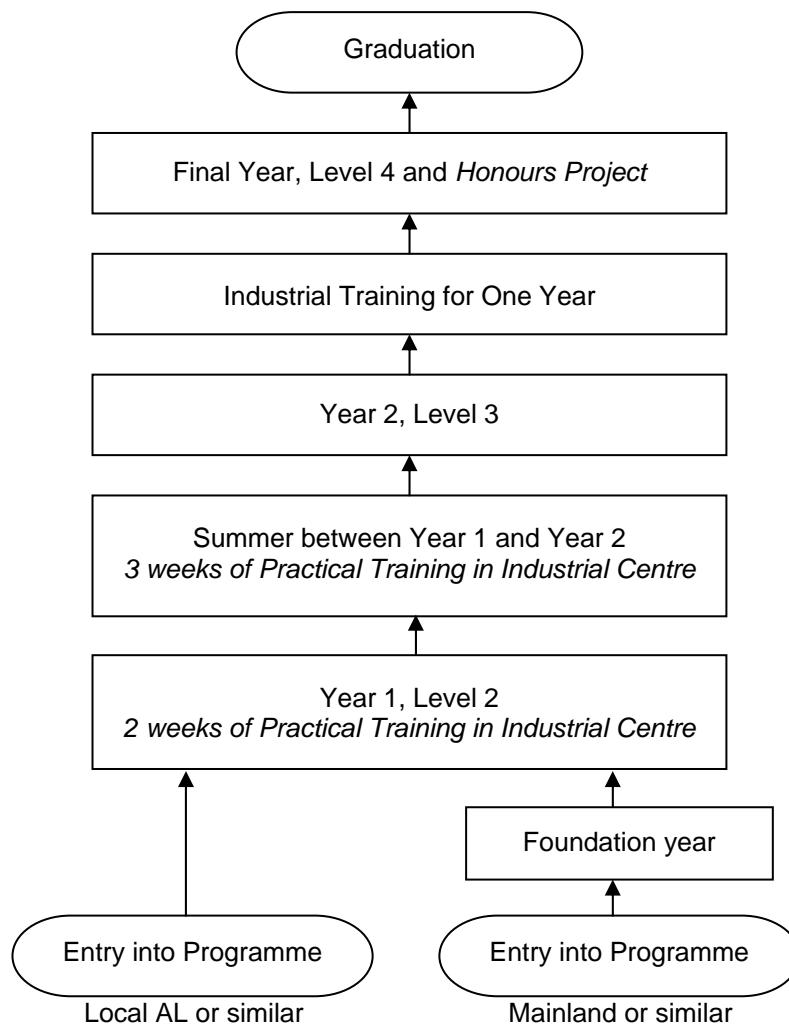 Graduation
Final Year, Level 4 and Honours Project
Industrial Training for One Year
Year 2, Level 3
Summer between Year 1 and Year 2
3 weeks of Practical Training in Industrial Centre
Year 1, Level 2
2 weeks of Practical Training in Industrial Centre
Foundation year
Entry into Programme
Entry into Programme
Local AL or similar
Mainland or similar